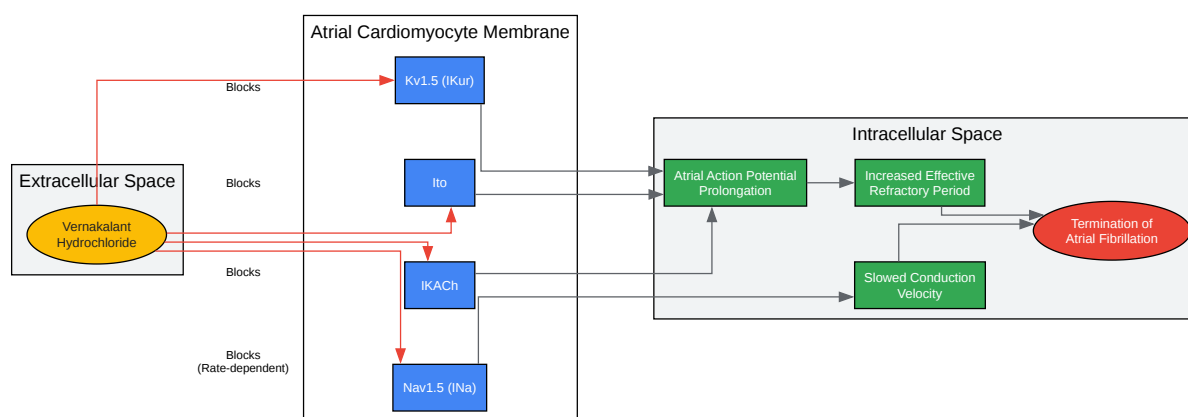 Atrial Cardiomyocyte Membrane
Kv1.5 (IKur)
Blocks
Intracellular Space
Extracellular Space
Blocks
Ito
Atrial Action Potential
Prolongation
Increased Effective
Refractory Period
Vernakalant
Hydrochloride
Termination of
Atrial Fibrillation
Blocks
IKACh
Slowed Conduction
Velocity
Blocks
(Rate-dependent)
Nav1.5 (INa)